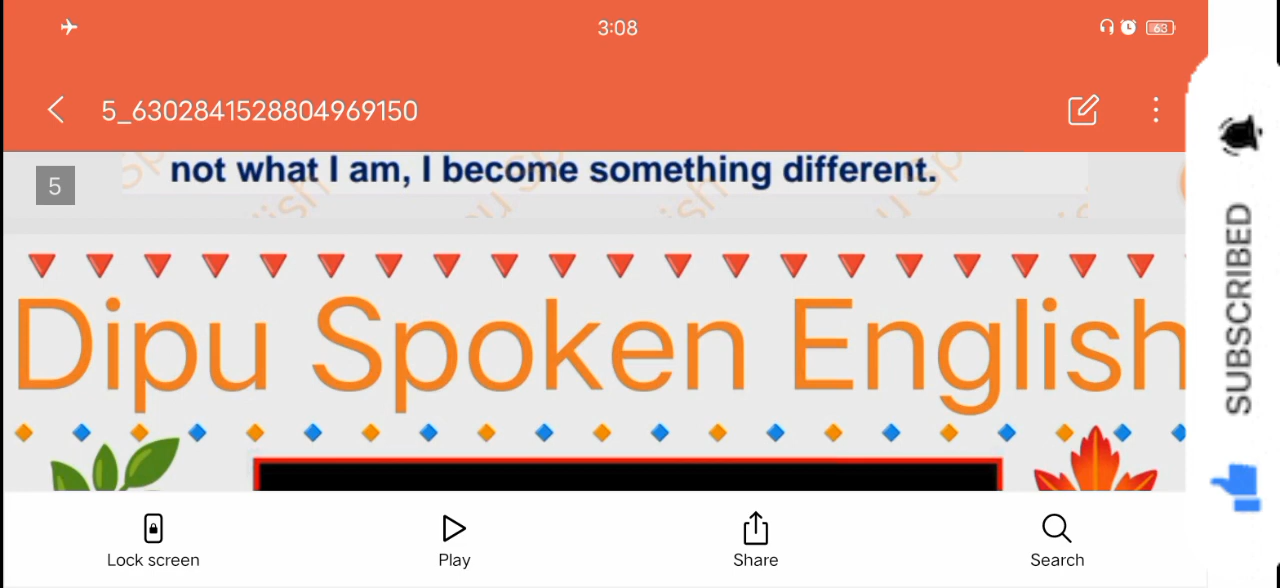 3:08
63
5_6302841528804969150
5
not what I am, I become something different.
Dipu Spoken English
SUBSCRIBED
Lock screen
Play
Share
Search